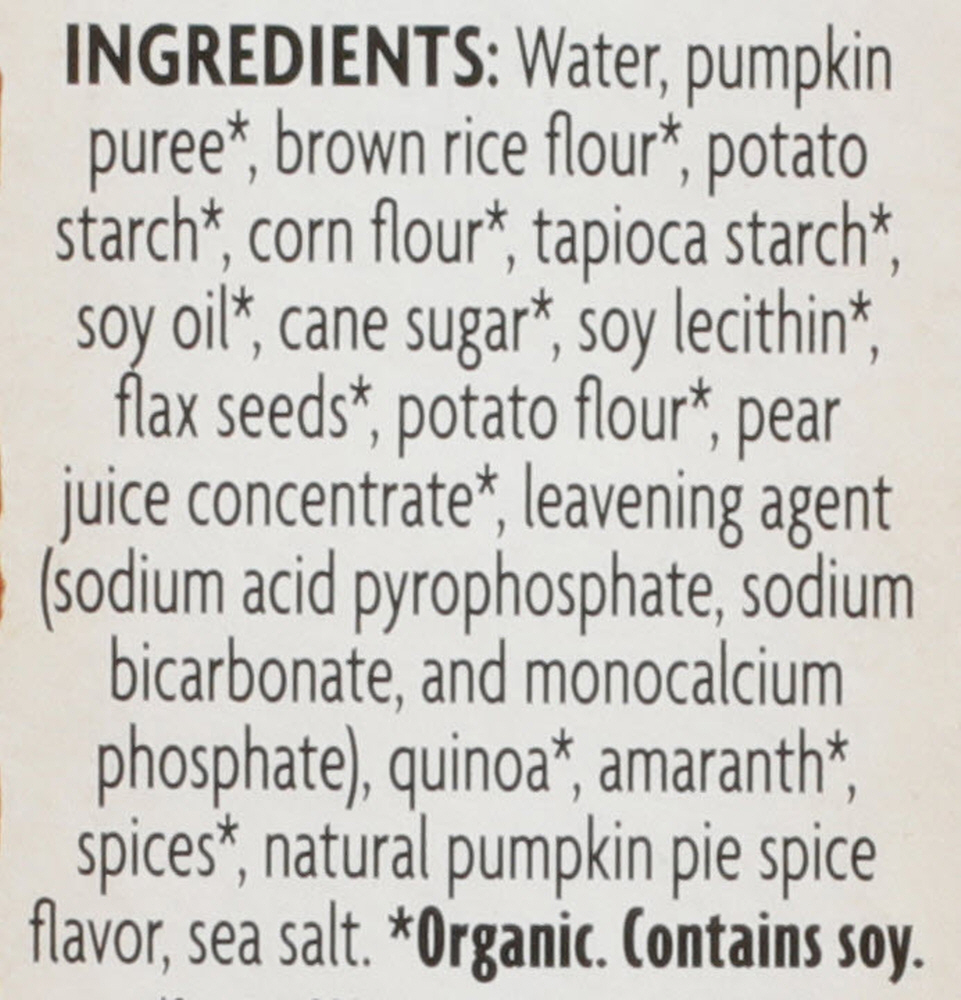 INGREDIENTS: Water, pumpkin
puree*, brown rice flour*, potato
starch*, corn flour*, tapioca starch*,
soy oil*, cane sugar*, soy lecithin*,
flax seeds*, potato flour*, pear
juice concentrate*, leavening agent
(sodium acid pyrophosphate, sodium
bicarbonate, and monocalcium
phosphate), quinoa*, amaranth*,
spices*, natural pumpkin pie spice
flavor, sea salt. *Organic. Contains soy.